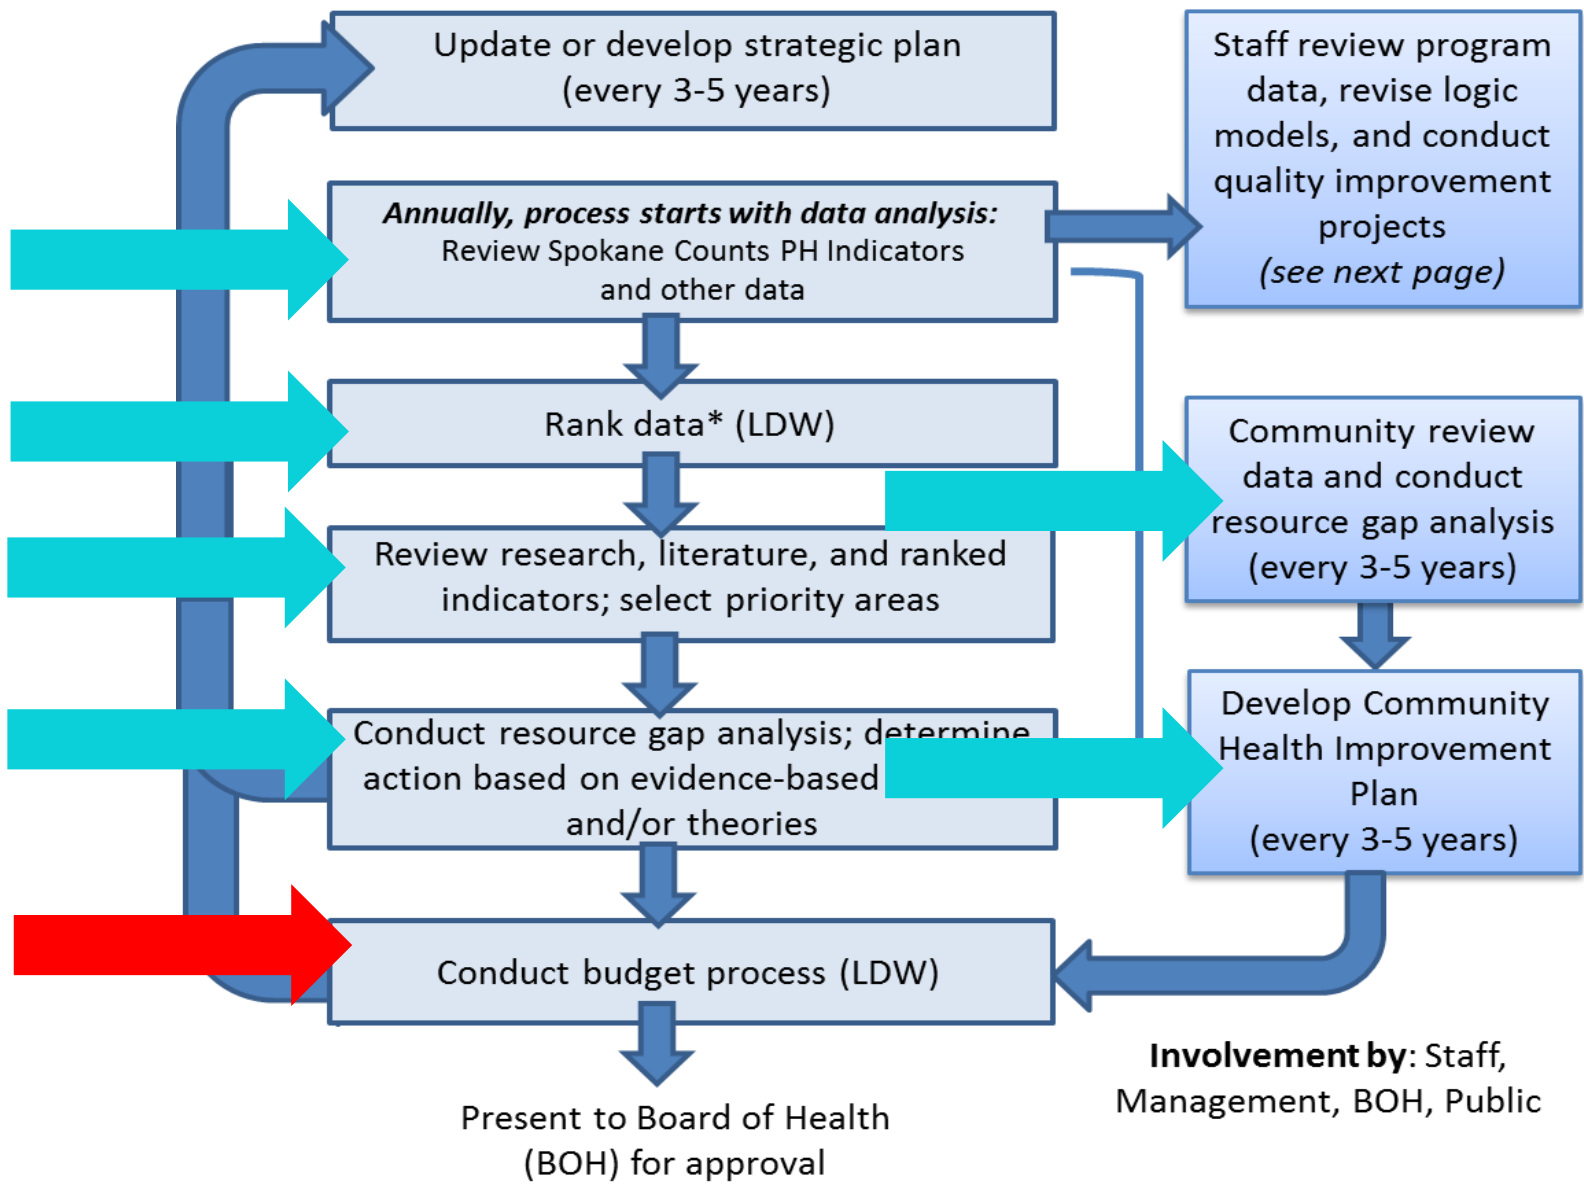 Update or develop strategic plan
(every 3-5 years)
Annually, process starts with data analysis:
Review Spokane Counts PH Indicators
and other data
Rank data* (LDW)
Review research, literature, and ranked
indicators; select priority areas
Conduct resource gap analysis; determine
action based on evidence-based
and/or theories
Conduct budget process (LDW)
Present to Board of Health
(BOH) for approval
Staff review program
data, revise logic
models, and conduct
quality improvement
projects
(see next page)
Community review
data and conduct
resource gap analysis
(every 3-5 years)
Develop Community
Health Improvement
Plan
(every 3-5 years)
Involvement by: Staff,
Management, BOH, Public